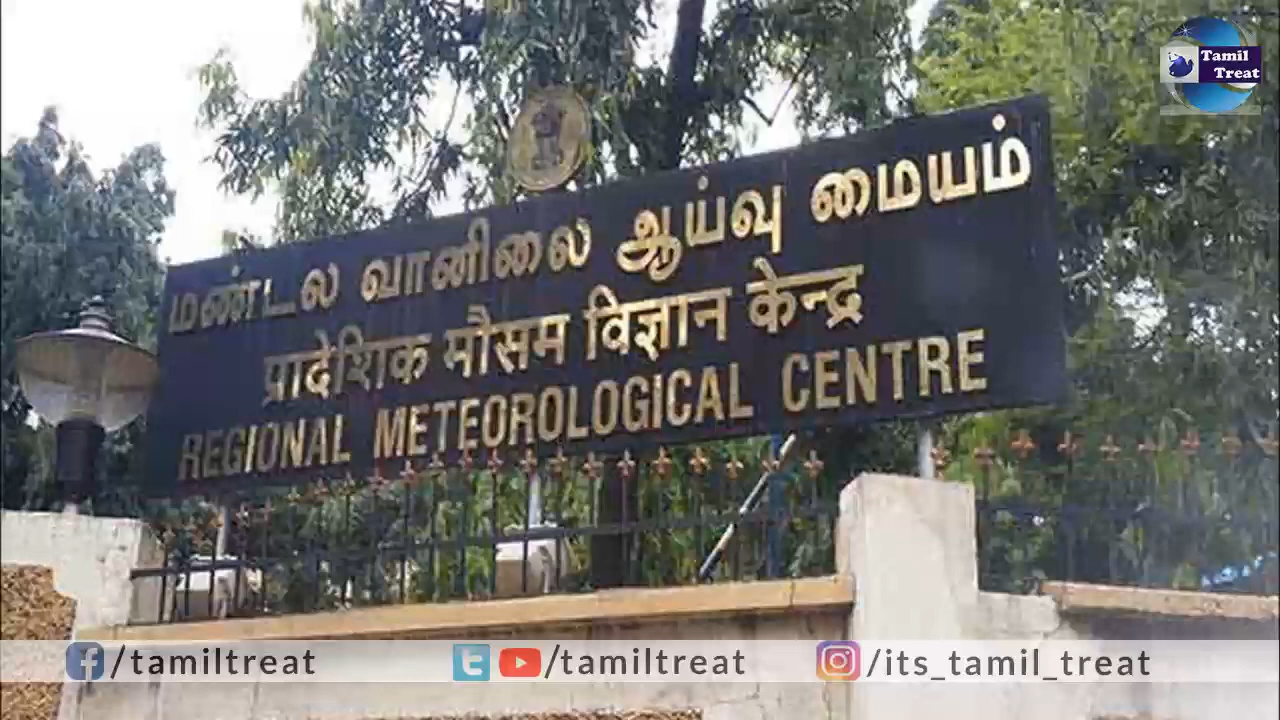 Tamil
Treat
மண்டல வானிலை ஆய்வு மையம்
प्रादेशिक मौसम विज्ञान केन्द्र
REGIONAL METEOROLOGICAL CENTRE
/tamiltreat /tamiltreat /its_tamil_treat